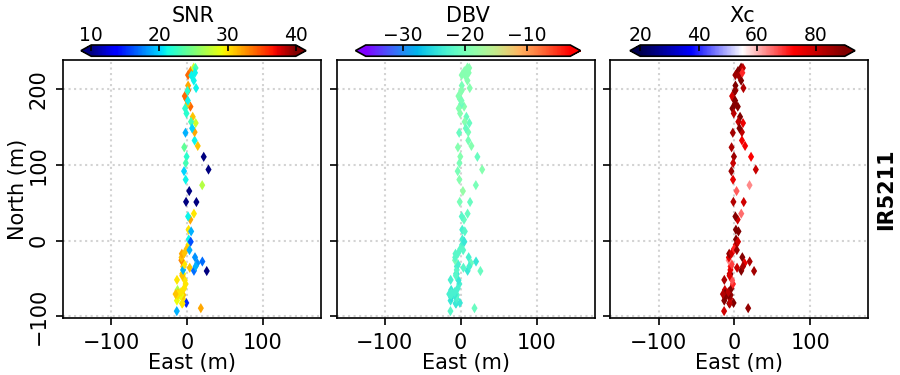 SNR DBV Xc
10 20 30 40 −30 −20 −10 20 40 60 80
200
100
0
−100
North (m)
−100 0 100 −100 0 100 −100 0 100
East (m) East (m) East (m)
IR5211